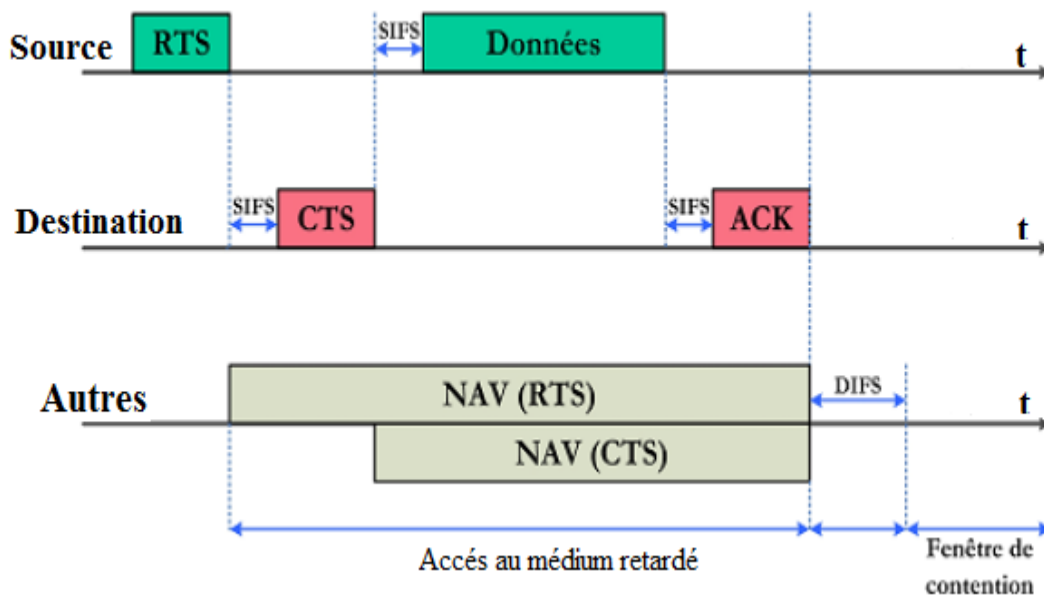 Source
RTS
SIFS
Données
t
Destination
SIFS
CTS
SIFS
ACK
t
Autres
NAV (RTS)
DIFS
t
NAV (CTS)
Accés au médium retardé
Fenêtre de
contention